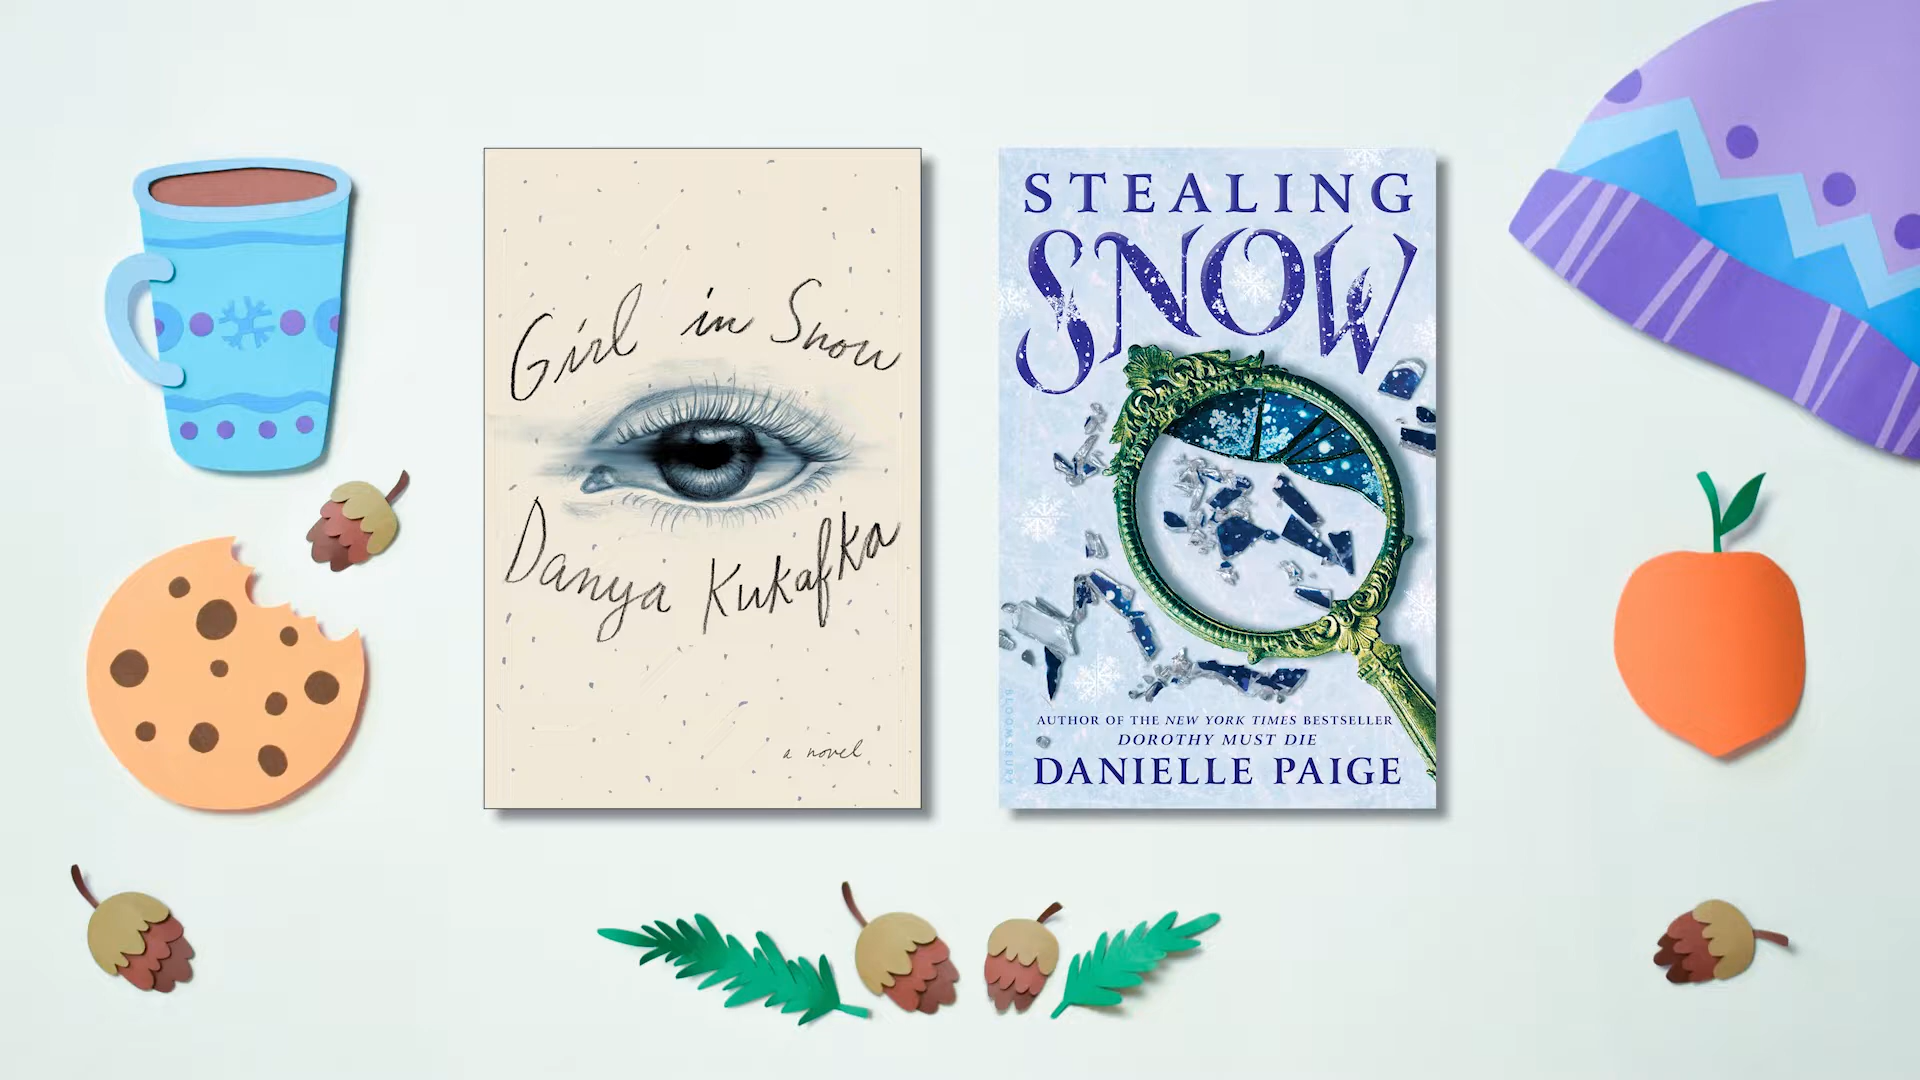 Girl in Snow
Danya Kukafka
a novel
STEALING
SNOW
BLOOMSBURY
AUTHOR OF THE NEW YORK TIMES BESTSELLER
DOROTHY MUST DIE
DANIELLE PAIGE